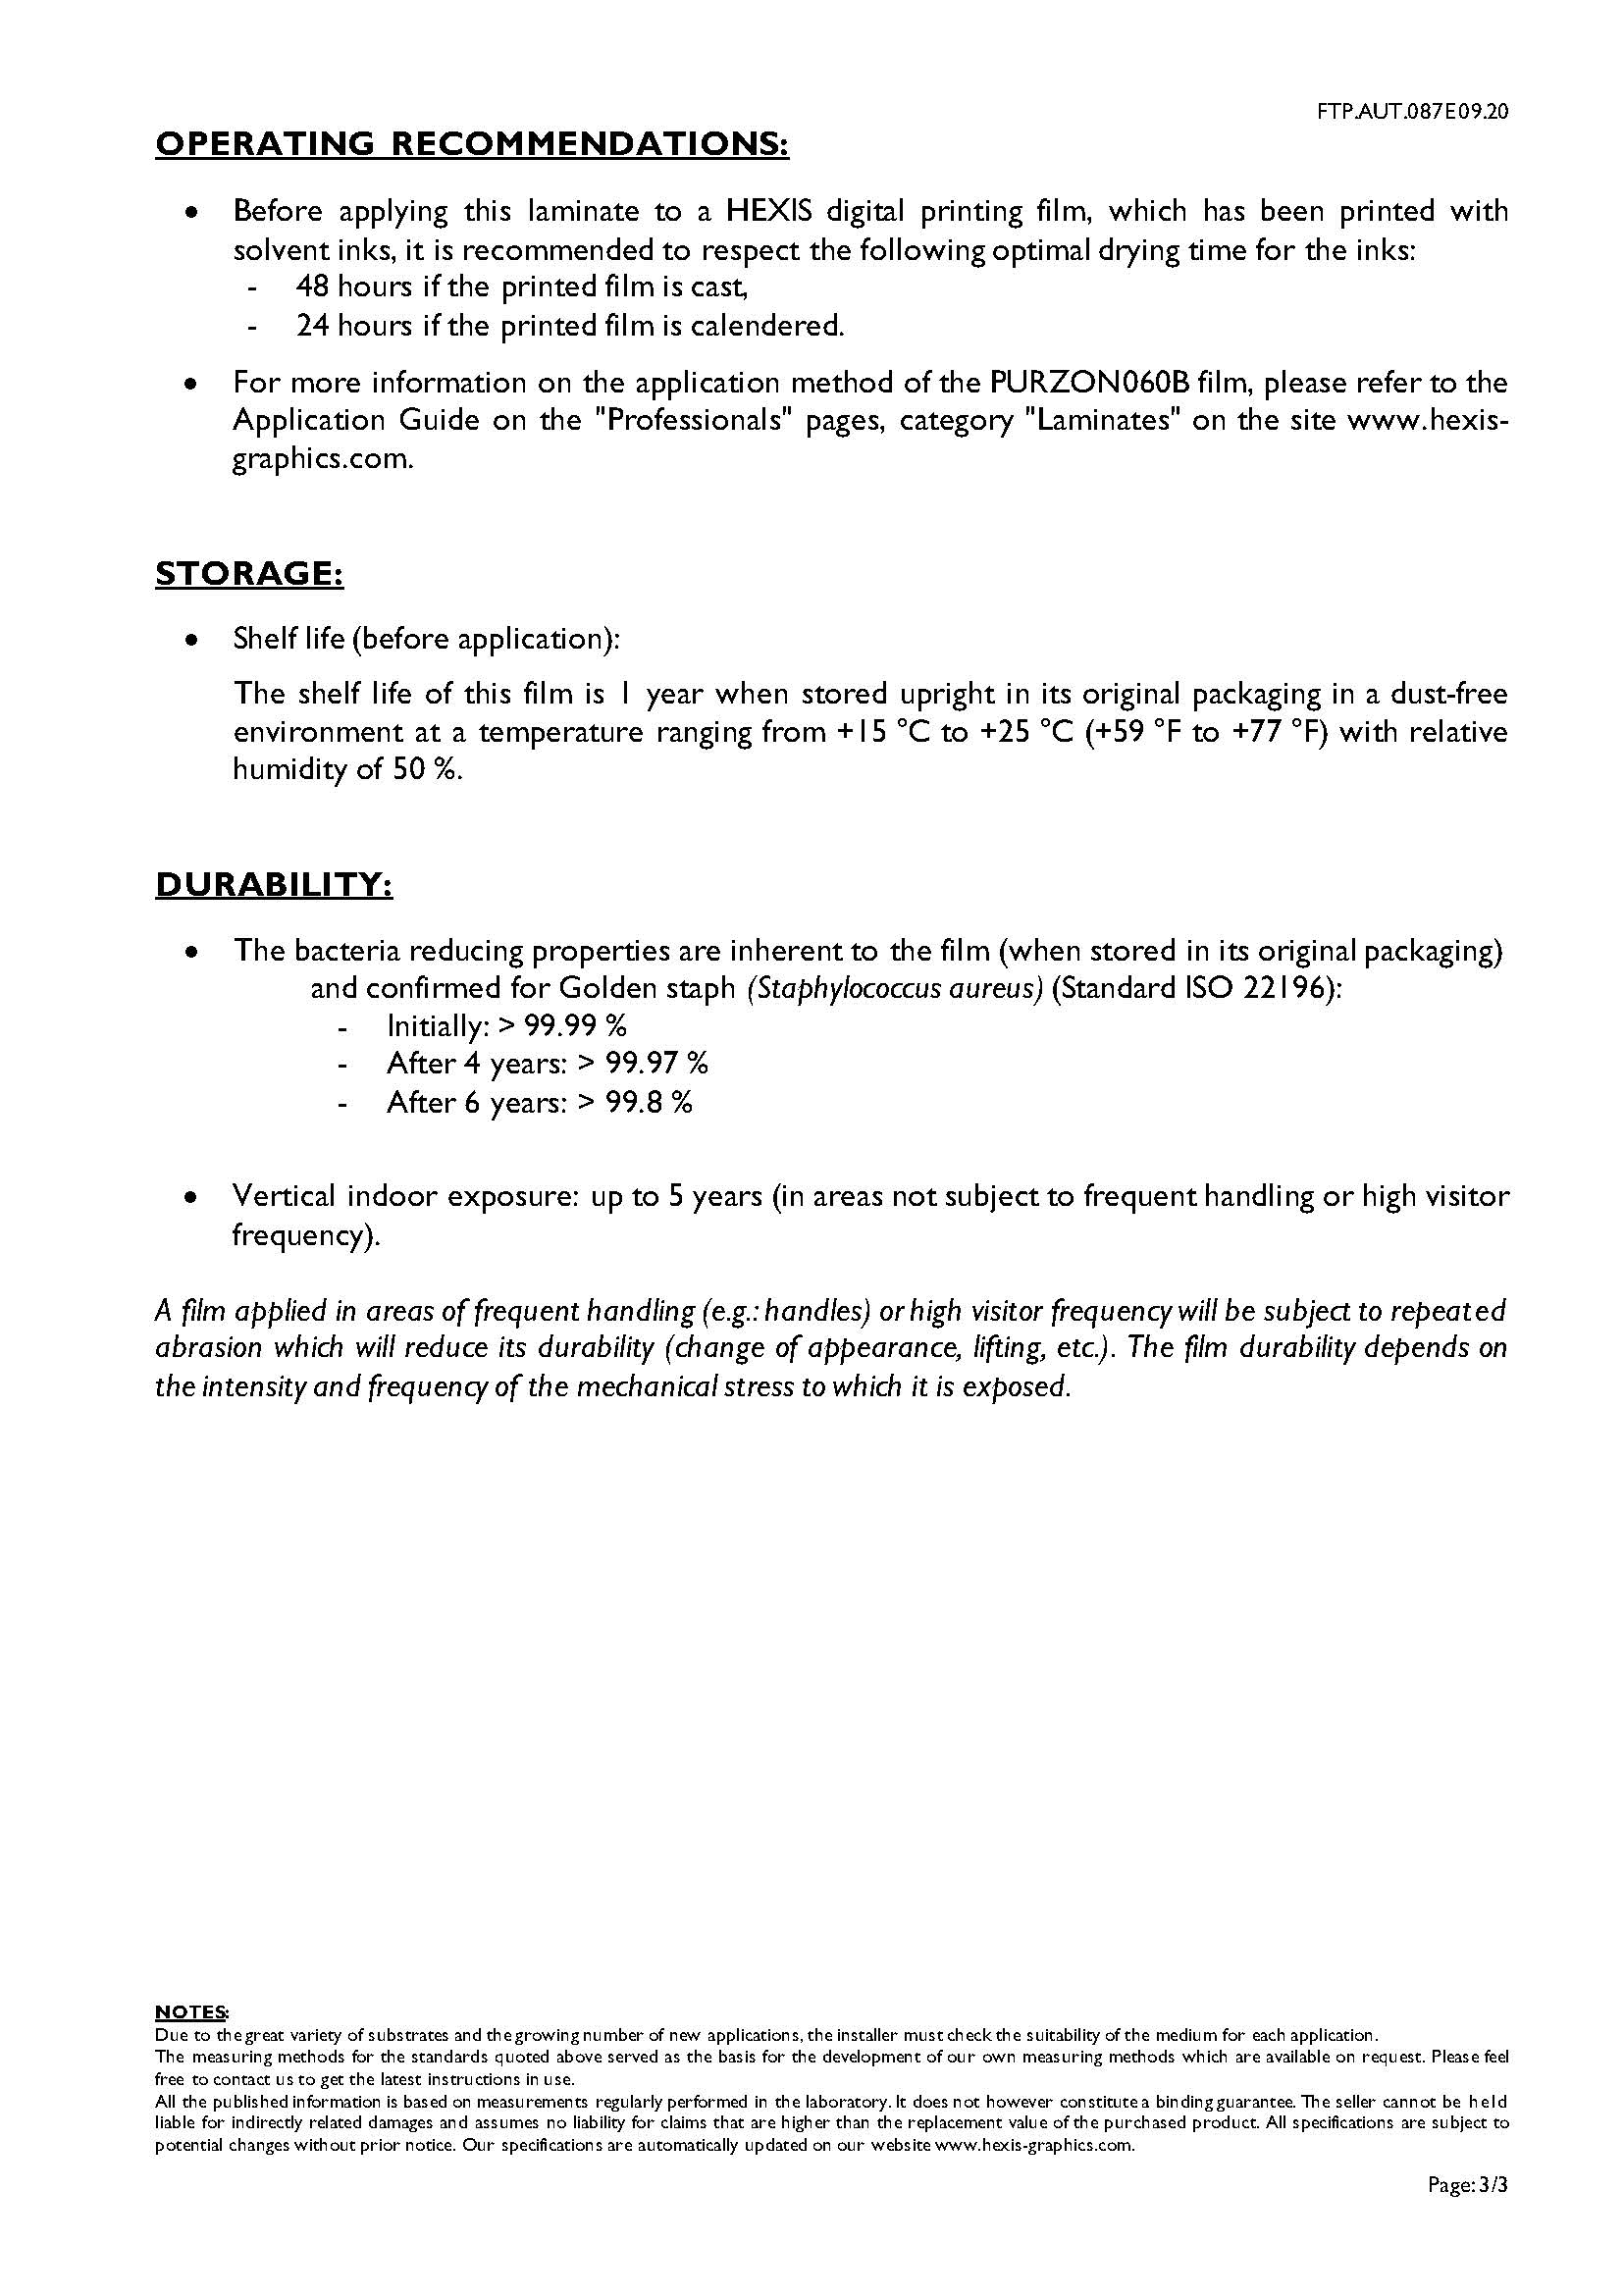 FTP.AUT.087E09.20
OPERATING RECOMMENDATIONS:
• Before applying this laminate to a HEXIS digital printing film, which has been printed with
solvent inks, it is recommended to respect the following optimal drying time for the inks:
- 48 hours if the printed film is cast,
- 24 hours if the printed film is calendered.
• For more information on the application method of the PURZON060B film, please refer to the
Application Guide on the "Professionals" pages, category "Laminates" on the site www.hexis-
graphics.com.
STORAGE:
• Shelf life (before application):
The shelf life of this film is 1 year when stored upright in its original packaging in a dust-free
environment at a temperature ranging from +15 °C to +25 °C (+59 °F to +77 °F) with relative
humidity of 50 %.
DURABILITY:
• The bacteria reducing properties are inherent to the film (when stored in its original packaging)
and confirmed for Golden staph (Staphylococcus aureus) (Standard ISO 22196):
- Initially: > 99.99 %
- After 4 years: > 99.97 %
- After 6 years: > 99.8 %
• Vertical indoor exposure: up to 5 years (in areas not subject to frequent handling or high visitor
frequency).
A film applied in areas of frequent handling (e.g.: handles) or high visitor frequency will be subject to repeated
abrasion which will reduce its durability (change of appearance, lifting, etc.). The film durability depends on
the intensity and frequency of the mechanical stress to which it is exposed.
NOTES:
Due to the great variety of substrates and the growing number of new applications, the installer must check the suitability of the medium for each application.
The measuring methods for the standards quoted above served as the basis for the development of our own measuring methods which are available on request. Please feel
free to contact us to get the latest instructions in use.
All the published information is based on measurements regularly performed in the laboratory. It does not however constitute a binding guarantee. The seller cannot be held
liable for indirectly related damages and assumes no liability for claims that are higher than the replacement value of the purchased product. All specifications are subject to
potential changes without prior notice. Our specifications are automatically updated on our website www.hexis-graphics.com.
Page: 3/3